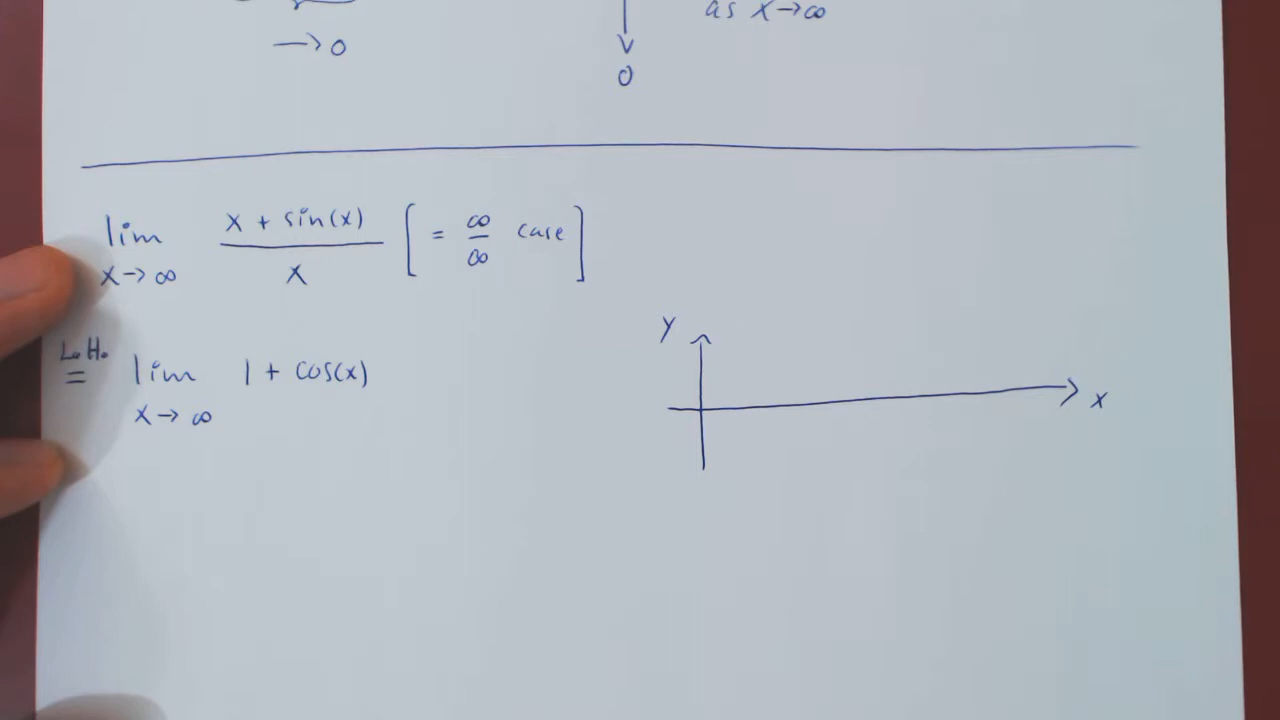 → 0
0
as x→∞
lim x→∞ x + sin(x) / x [ = ∞/∞ case ]
L.H. = lim x→∞ 1 + cos(x)
y
x